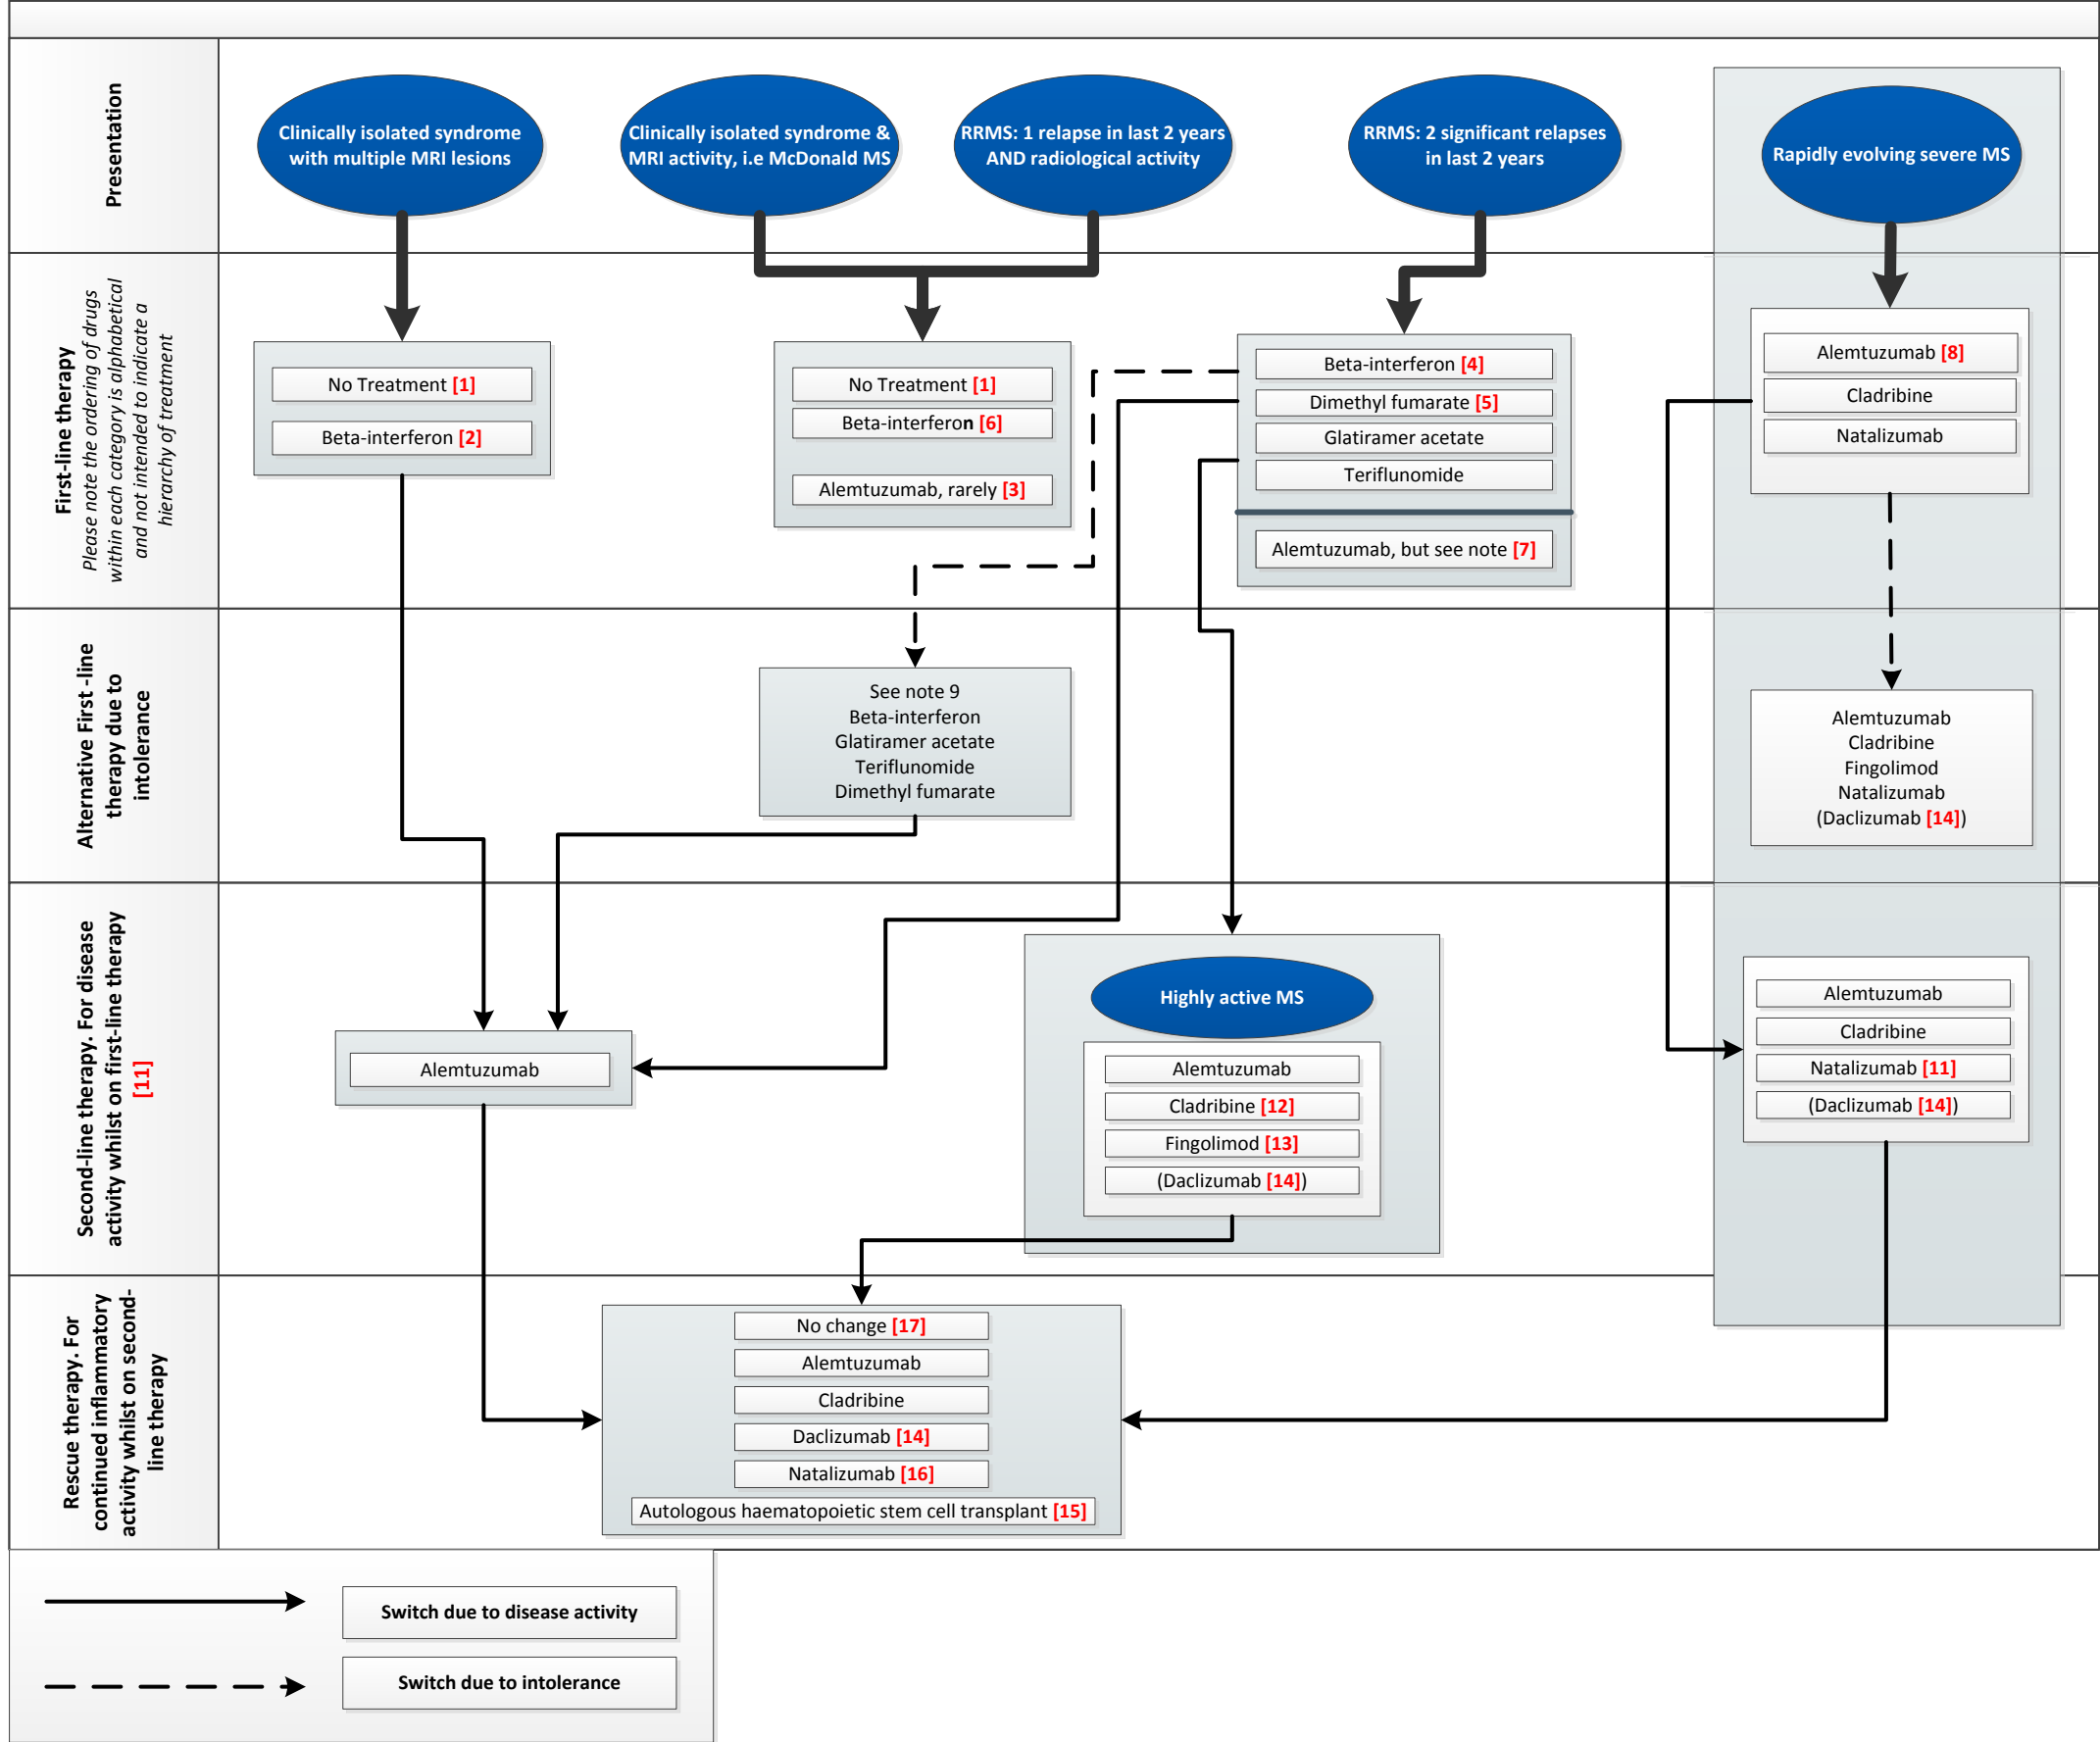 Presentation
Clinically isolated syndrome
with multiple MRI lesions
Clinically isolated syndrome &
MRI activity, i.e McDonald MS
RRMS: 1 relapse in last 2 years
AND radiological activity
RRMS: 2 significant relapses
in last 2 years
Rapidly evolving severe MS
First-line therapy
Please note the ordering of drugs
within each category is alphabetical
and not intended to indicate a
hierarchy of treatment
No Treatment [1]
Beta-interferon [2]
No Treatment [1]
Beta-interferon [6]
Alemtuzumab, rarely [3]
Beta-interferon [4]
Dimethyl fumarate [5]
Glatiramer acetate
Teriflunomide
Alemtuzumab, but see note [7]
Alemtuzumab [8]
Cladribine
Natalizumab
Alternative First -line
therapy due to
intolerance
See note 9
Beta-interferon
Glatiramer acetate
Teriflunomide
Dimethyl fumarate
Alemtuzumab
Cladribine
Fingolimod
Natalizumab
(Daclizumab [14])
Second-line therapy. For disease
activity whilst on first-line therapy
[11]
Alemtuzumab
Highly active MS
Alemtuzumab
Cladribine [12]
Fingolimod [13]
(Daclizumab [14])
Alemtuzumab
Cladribine
Natalizumab [11]
(Daclizumab [14])
Rescue therapy. For
continued inflammatory
activity whilst on second-
line therapy
No change [17]
Alemtuzumab
Cladribine
Daclizumab [14]
Natalizumab [16]
Autologous haematopoietic stem cell transplant [15]
Switch due to disease activity
Switch due to intolerance